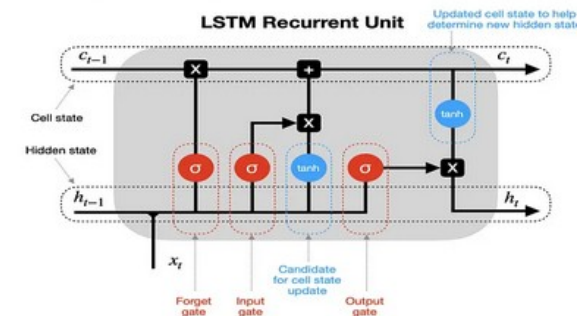 LSTM Recurrent Unit
Updated cell state to help
determine new hidden state
c_{t-1}
X
+
c_t
Cell state
X
tanh
Hidden state
σ
σ
tanh
σ
X
h_{t-1}
h_t
x_t
Candidate
for cell state
update
Forget
gate
Input
gate
Output
gate